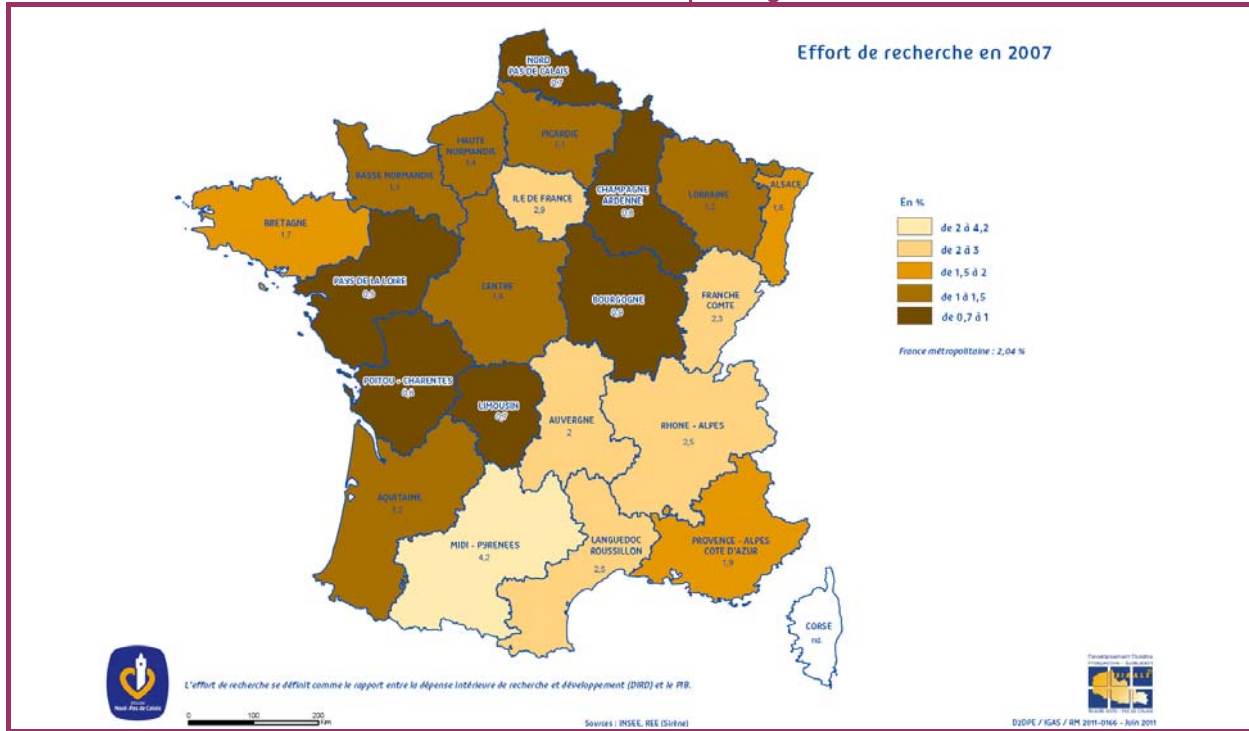 Effort de recherche en 2007
NORD
PAS DE CALAIS
0,7
PICARDIE
1,1
HAUTE
NORMANDIE
1,4
BASSE NORMANDIE
1,1
ILE DE FRANCE
2,9
CHAMPAGNE
ARDENNE
0,8
LORRAINE
1,2
ALSACE
1,6
BRETAGNE
1,7
PAYS DE LA LOIRE
0,9
CENTRE
1,4
BOURGOGNE
0,9
FRANCHE
COMTE
2,3
POITOU - CHARENTES
LIMOUSIN
AUVERGNE
2
RHONE - ALPES
2,5
AQUITAINE
1,2
MIDI - PYRENEES
4,2
LANGUEDOC
ROUSSILLON
2,5
PROVENCE - ALPES
COTE D'AZUR
1,9
CORSE
nd.
En %
de 2 à 4,2
de 2 à 3
de 1,5 à 2
de 1 à 1,5
de 0,7 à 1
France métropolitaine : 2,04 %
L'effort de recherche se définit comme le rapport entre la dépense intérieure de recherche et développement (DIRD) et le PIB.
Nord-Pas de Calais
0 100 200
Km
Sources : INSEE, REE (Sirène)
D2DPE / IGAS / RM 2011-0166 - Juin 2011